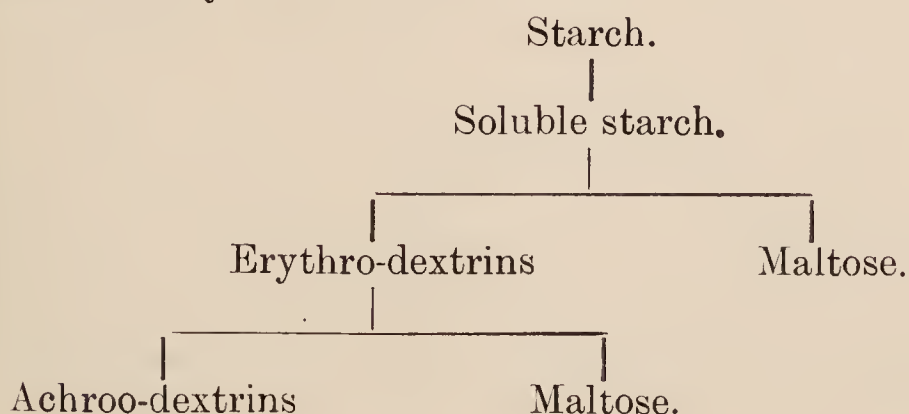 Starch.
Soluble starch.
Erythro-dextrins Maltose.
Achroo-dextrins Maltose.